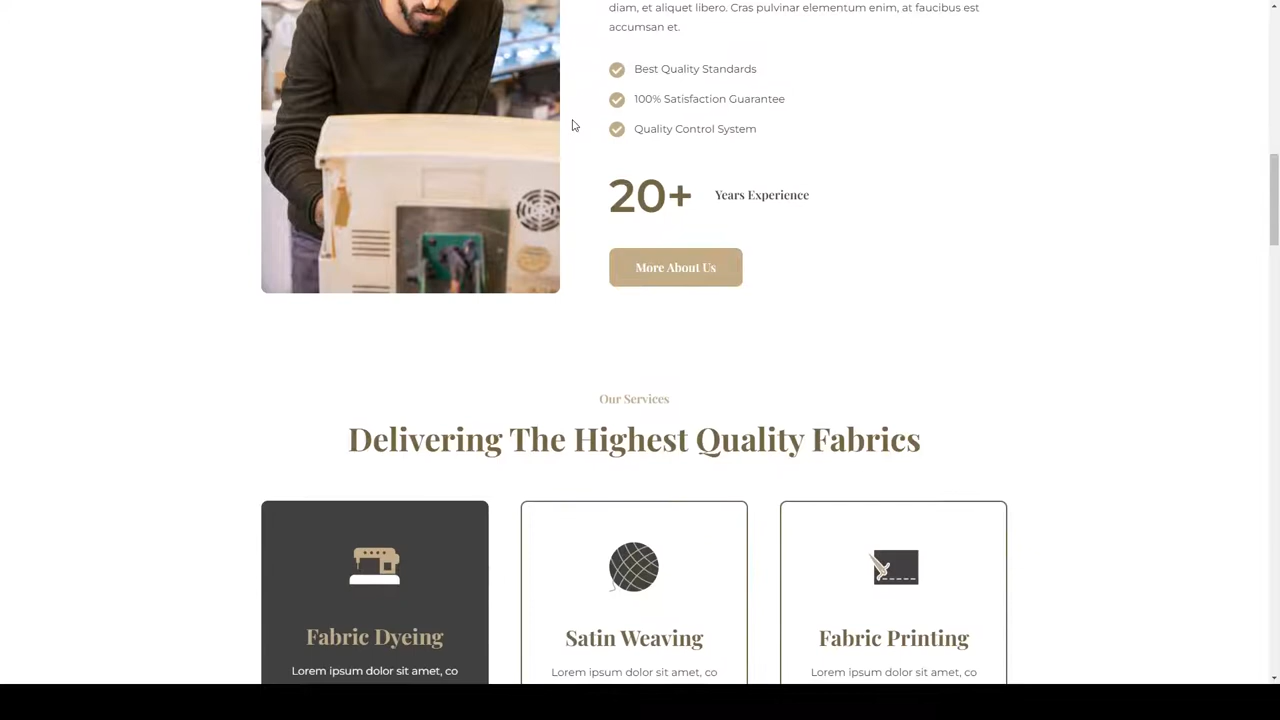 diam, et aliquet libero. Cras pulvinar elementum enim, at faucibus est
accumsan et.
Best Quality Standards
100% Satisfaction Guarantee
Quality Control System
20+ Years Experience
More About Us
Our Services
Delivering The Highest Quality Fabrics
Fabric Dyeing
Lorem ipsum dolor sit amet, co
Satin Weaving
Lorem ipsum dolor sit amet, co
Fabric Printing
Lorem ipsum dolor sit amet, co